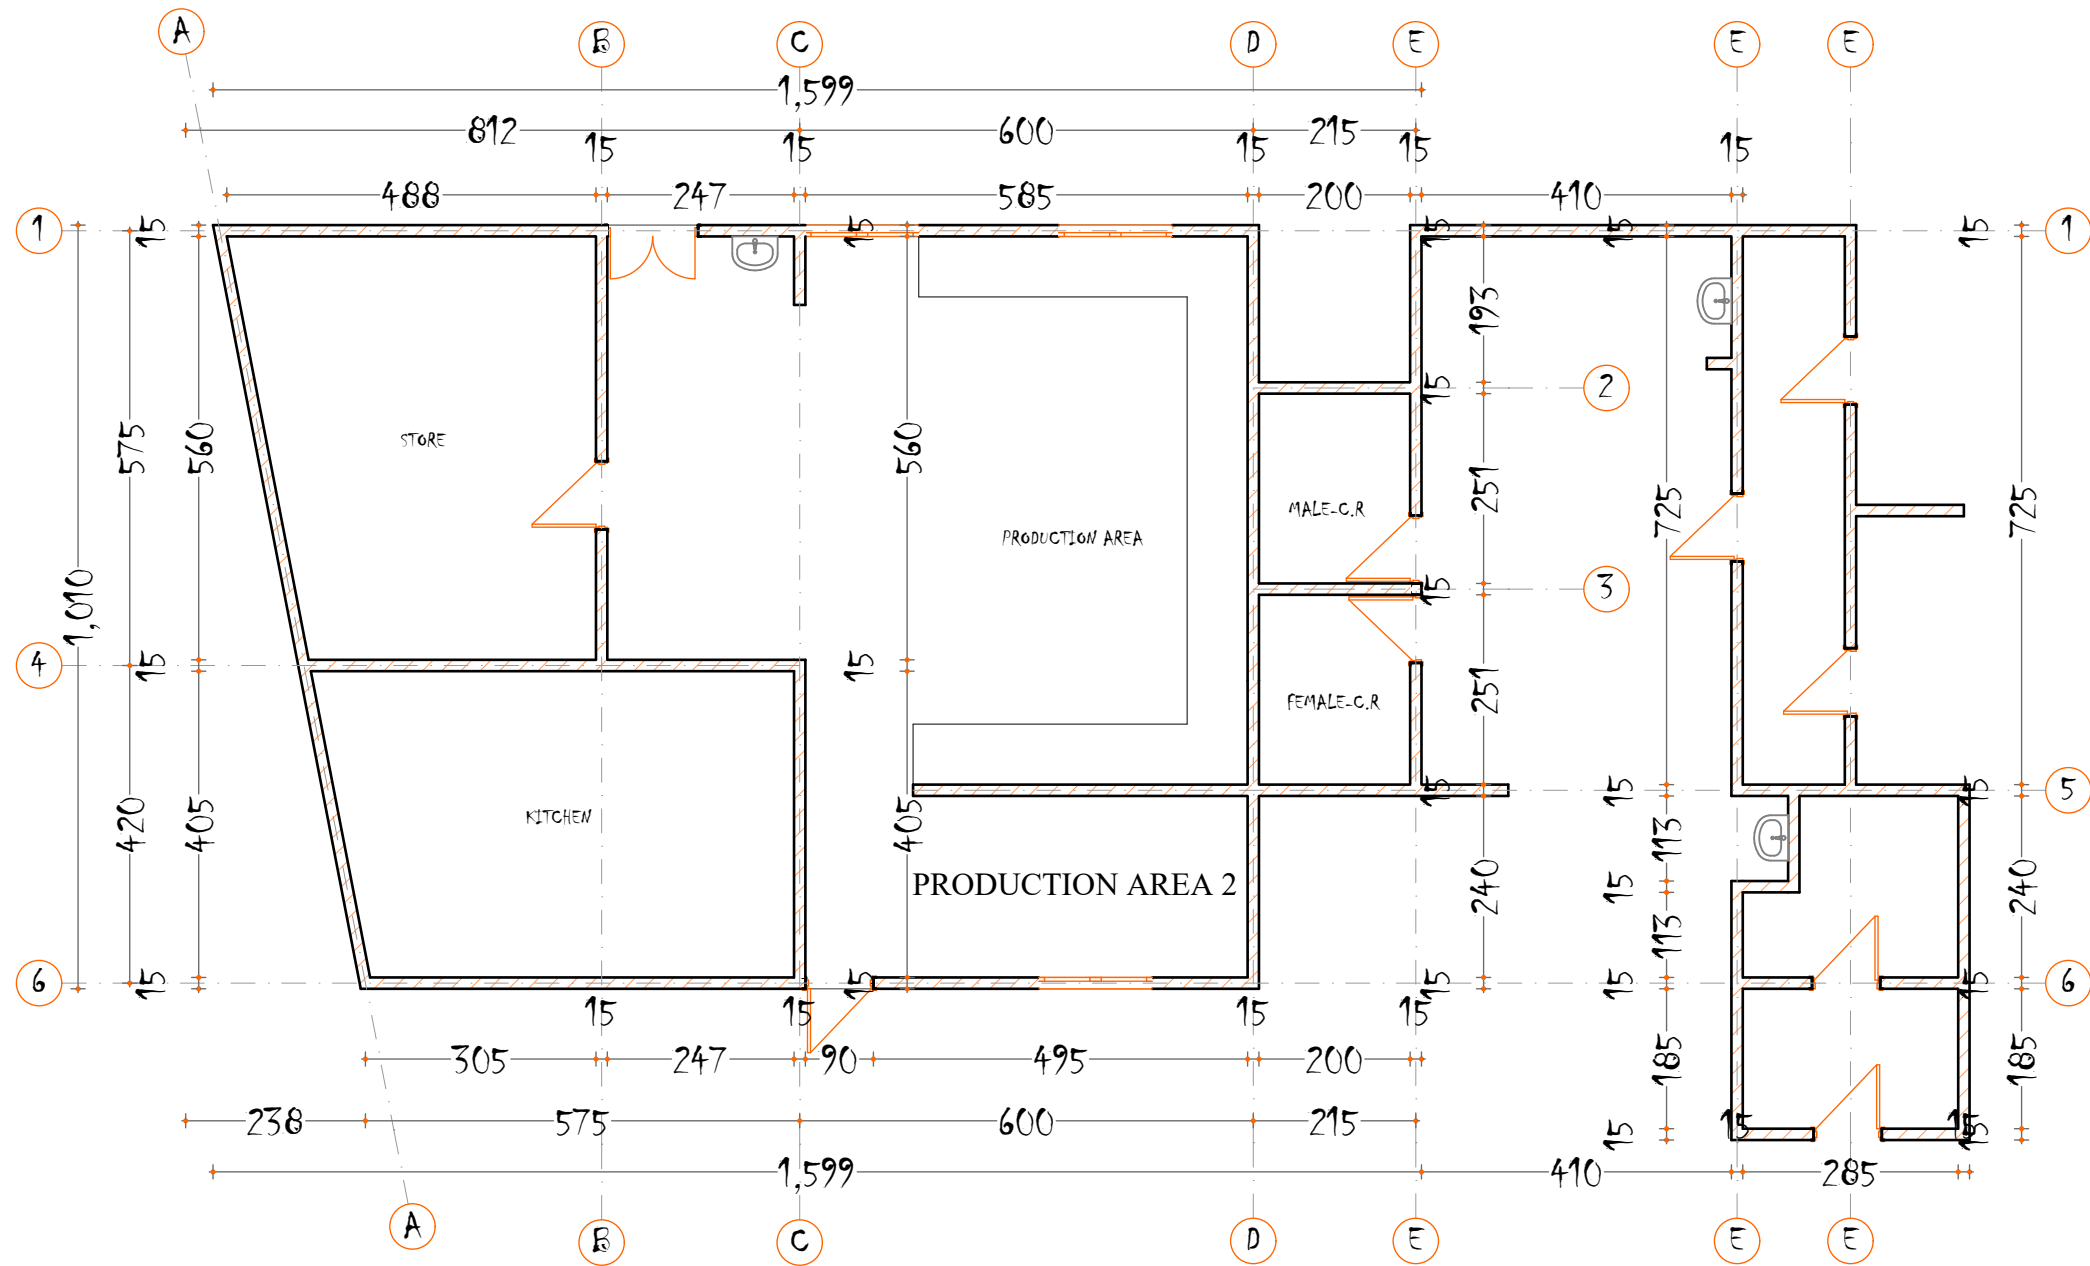 A B C D E E E
1,599
812 600 215
15 15 15 15 15
488 247 585 200 410
1 15 15 15 15 15 1
193
15 2
575 560 560
STORE
251 725 725
MALE-C.R
PRODUCTION AREA
1,010
15 3
4 15 15
251
FEMALE-C.R
15 15 15 5
420 405 405
KITCHEN
113
240 240
PRODUCTION AREA 2
15
113
6 15 15 15 15 15 6
15 15 15 15
305 247 90 495 200
185 185
238 575 600 215
15 15 15 15
1,599 410 285
A B C D E E E